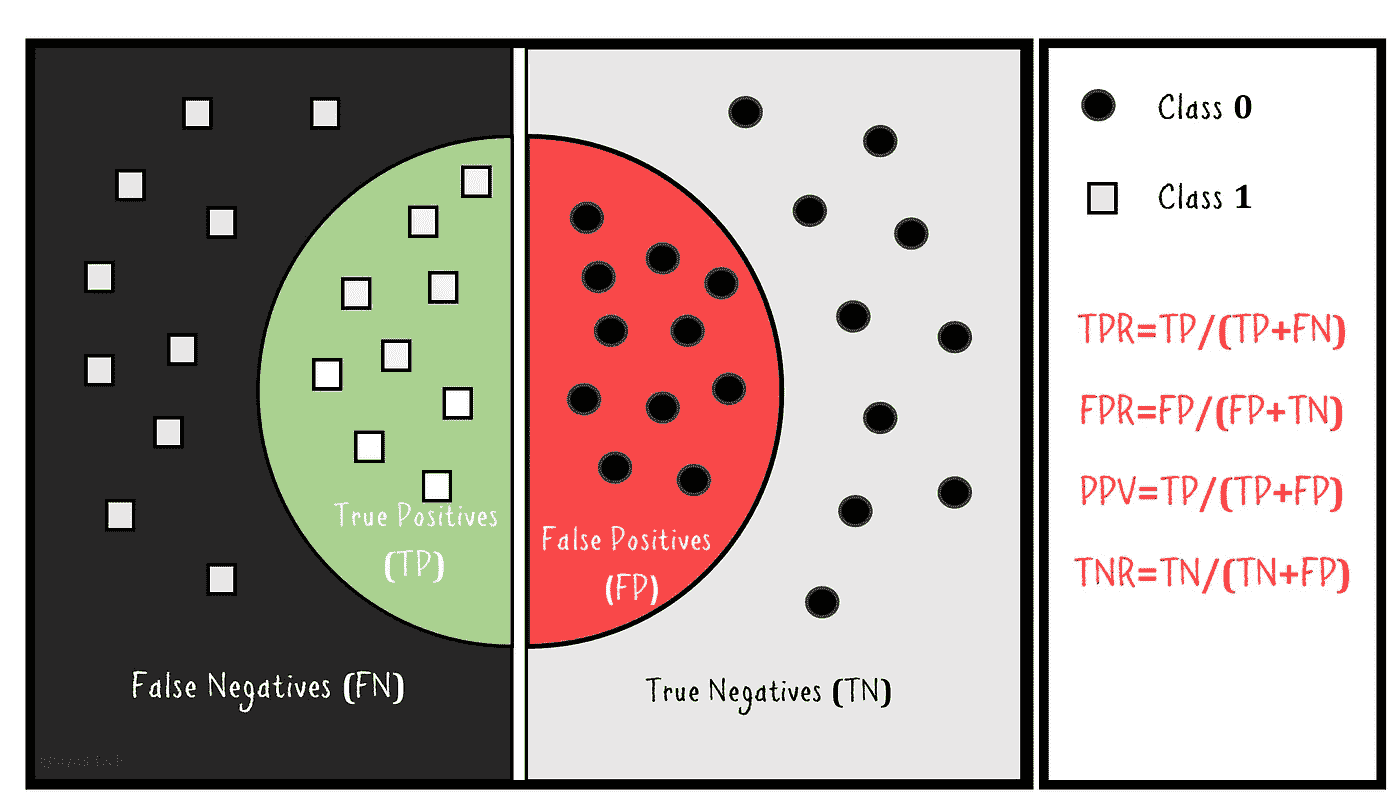 True Positives
(TP)
False Positives
(FP)
False Negatives (FN)
True Negatives (TN)
Class 0
Class 1
TPR=TP/(TP+FN)
FPR=FP/(FP+TN)
PPV=TP/(TP+FP)
TNR=TN/(TN+FP)